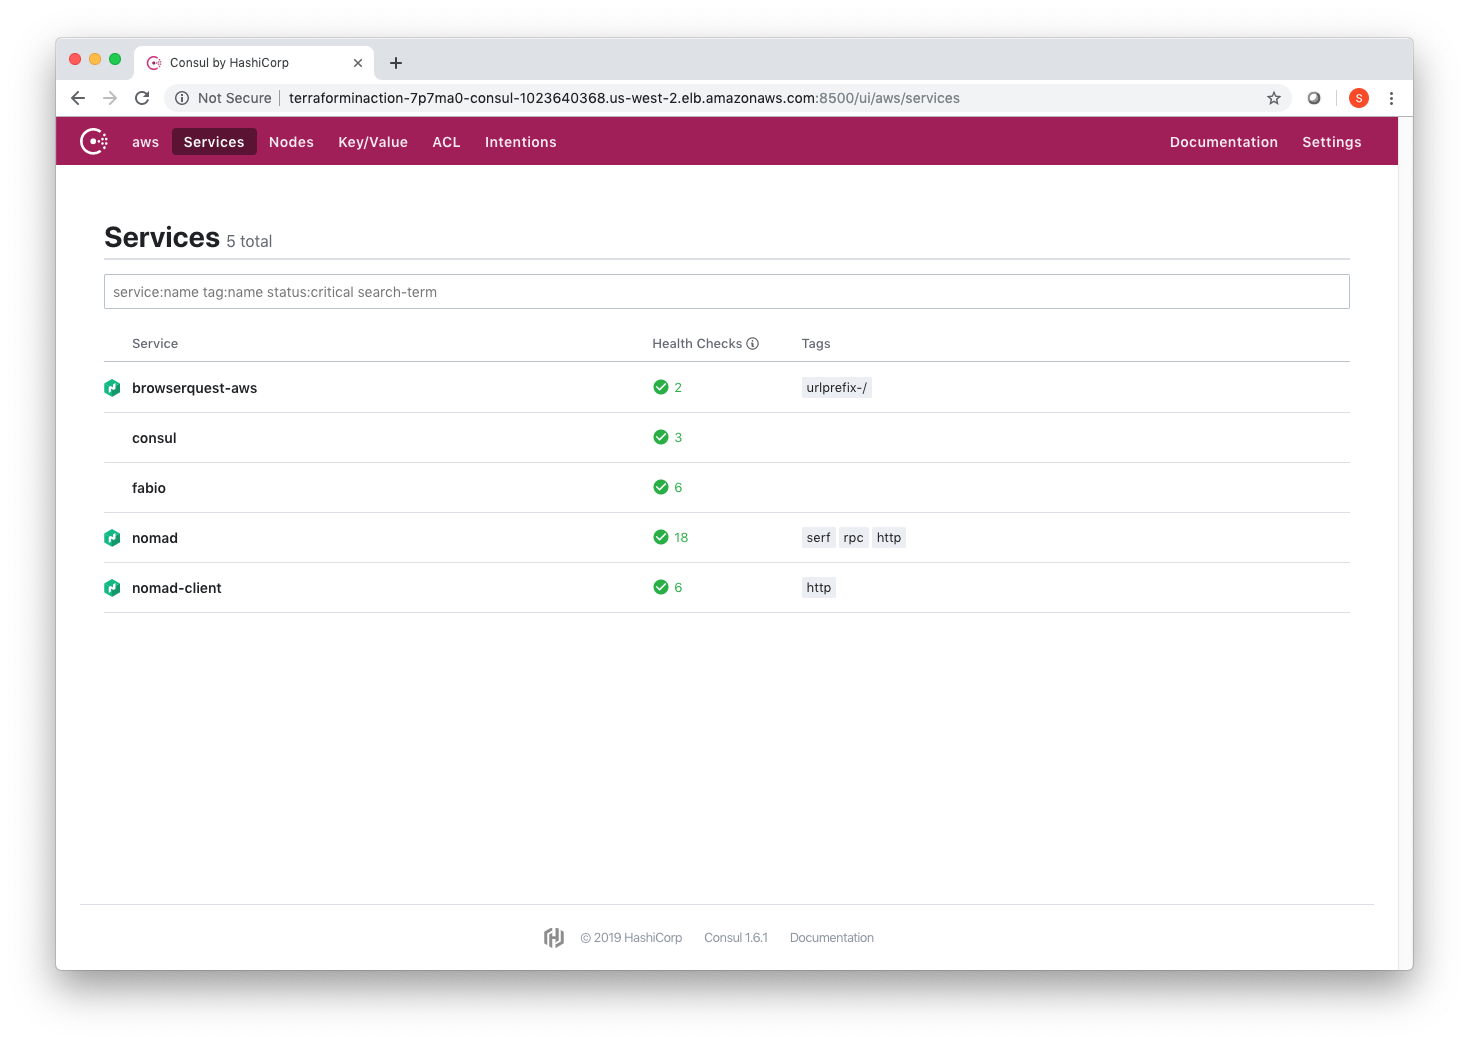 Consul by HashiCorp
Not Secure terraforminaction-7p7ma0-consul-1023640368.us-west-2.elb.amazonaws.com:8500/ui/aws/services S
aws Services Nodes Key/Value ACL Intentions Documentation Settings
Services 5 total
service:name tag:name status:critical search-term
Service Health Checks Tags
browserquest-aws 2 urlprefix-/
consul 3
fabio 6
nomad 18 serf rpc http
nomad-client 6 http
© 2019 HashiCorp Consul 1.6.1 Documentation